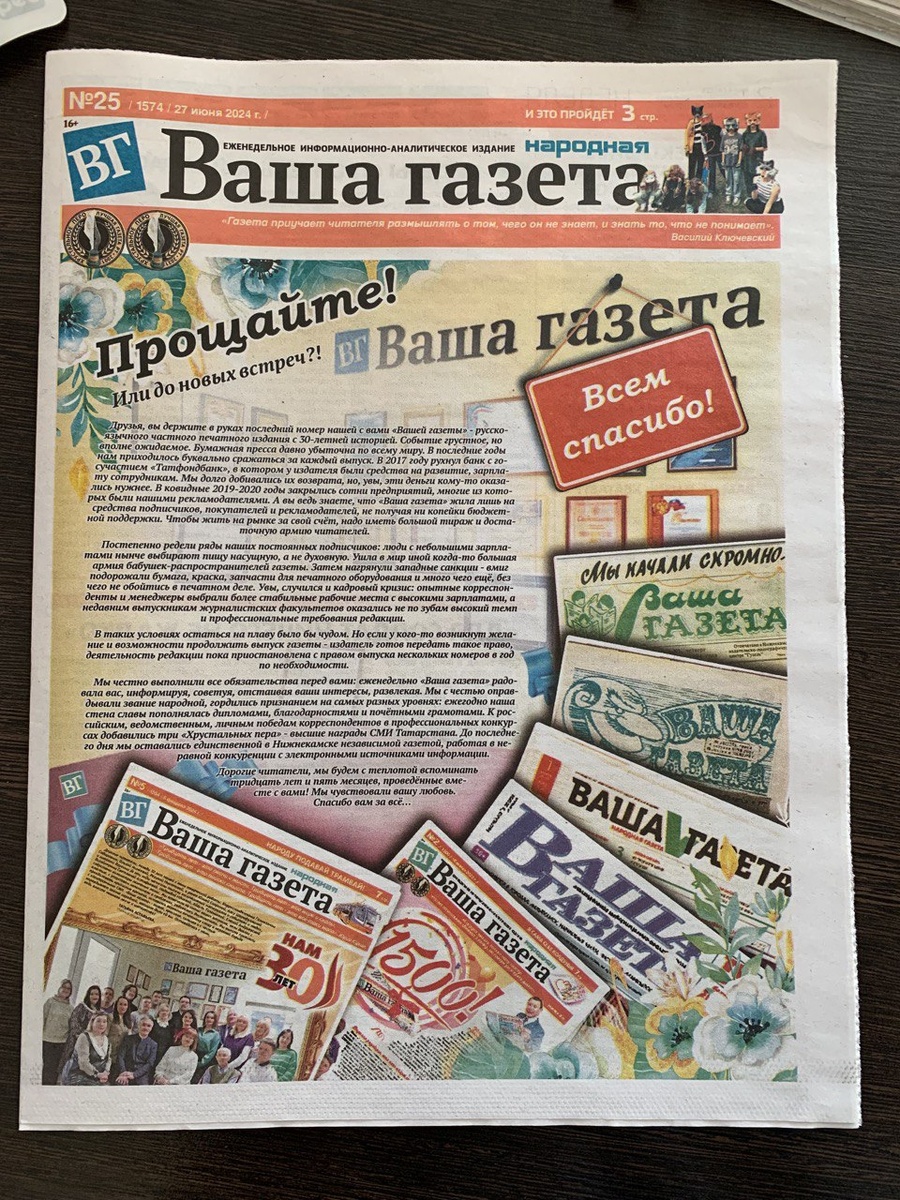 №25 / 1574 / 27 июня 2024 г. /
И ЭТО ПРОЙДЁТ 3 стр.
16+
ВГ
ЕЖЕНЕДЕЛЬНОЕ ИНФОРМАЦИОННО-АНАЛИТИЧЕСКОЕ ИЗДАНИЕ
народная
Ваша газета
«Газета приучает читателя размышлять о том, чего он не знает, и знать то, что не понимает».
Василий Ключевский
Прощайте!
Или до новых встреч?!
ВГ Ваша газета
Всем
спасибо!
Друзья, вы держите в руках последний номер нашей с вами «Вашей газеты» - русско-
язычного частного печатного издания с 30-летней историей. Событие грустное, но
вполне ожидаемое. Бумажная пресса давно убыточна по всему миру. В последние годы
нам приходилось буквально сражаться за каждый выпуск. В 2017 году рухнул банк с го-
сучастием «Татфондбанк», в котором у издателя были средства на развитие, зарпла-
ту сотрудникам. Мы долго добивались их возврата, но, увы, эти деньги кому-то оказа-
лись нужнее. В ковидные 2019-2020 годы закрылись сотни предприятий, многие из кото-
рых были нашими рекламодателями. А вы ведь знаете, что «Ваша газета» жила лишь на
средства подписчиков, покупателей и рекламодателей, не получая ни копейки бюджет-
ной поддержки. Чтобы жить на рынке за свой счёт, надо иметь большой тираж и доста-
точную армию читателей.
Постепенно редели ряды наших постоянных подписчиков: люди с небольшими зарпла-
тами нынче выбирают пищу насущную, а не духовную. Ушла в мир иной когда-то большая
армия бабушек-распространителей газеты. Затем нагрянули западные санкции - вмиг
подорожали бумага, краска, запчасти для печатного оборудования и много чего ещё, без
чего не обойтись в печатном деле. Увы, случился и кадровый кризис: опытные корреспон-
денты и менеджеры выбрали более стабильные рабочие места с высокими зарплатами, а
недавним выпускникам журналистских факультетов оказались не по зубам высокий темп
и профессиональные требования редакции.
В таких условиях остаться на плаву было бы чудом. Но если у кого-то возникнут жела-
ние и возможности продолжить выпуск газеты - издатель готов передать такое право,
деятельность редакции пока приостановлена с правом выпуска нескольких номеров в год
по необходимости.
Мы честно выполнили все обязательства перед вами: еженедельно «Ваша газета» радо-
вала вас, информируя, советуя, отстаивая ваши интересы, развлекая. Мы с честью оправ-
дывали звание народной, гордились признанием на самых разных уровнях: ежегодно наша
стена славы пополнялась дипломами, благодарностями и почётными грамотами. К рос-
сийским, ведомственным, личным победам корреспондентов в профессиональных конкур-
сах добавились три «Хрустальных пера» - высшие награды СМИ Татарстана. До последне-
го дня мы оставались единственной в Нижнекамске независимой газетой, работая в не-
равной конкуренции с электронными источниками информации.
Дорогие читатели, мы будем с теплотой вспоминать
тридцать лет и пять месяцев, проведённые вме-
сте с вами! Мы чувствовали вашу любовь.
Спасибо вам за всё...
МЫ НАЧАЛИ СКРОМНО
Ваша
ГАЗЕТА
ВАША
ГАЗЕТА
ВАША ГАЗЕТА
НАРОДНАЯ ГАЗЕТА
ВАША
ГАЗЕТА
ВГ
№5
НАРОДУ ПОДАВАЙ ТРАМВАЙ! 7
ВГ
народная
Ваша газета
НАМ
30
ЛЕТ
Ваша газета
№2
ВГ
народная
Ваша газета
1500!